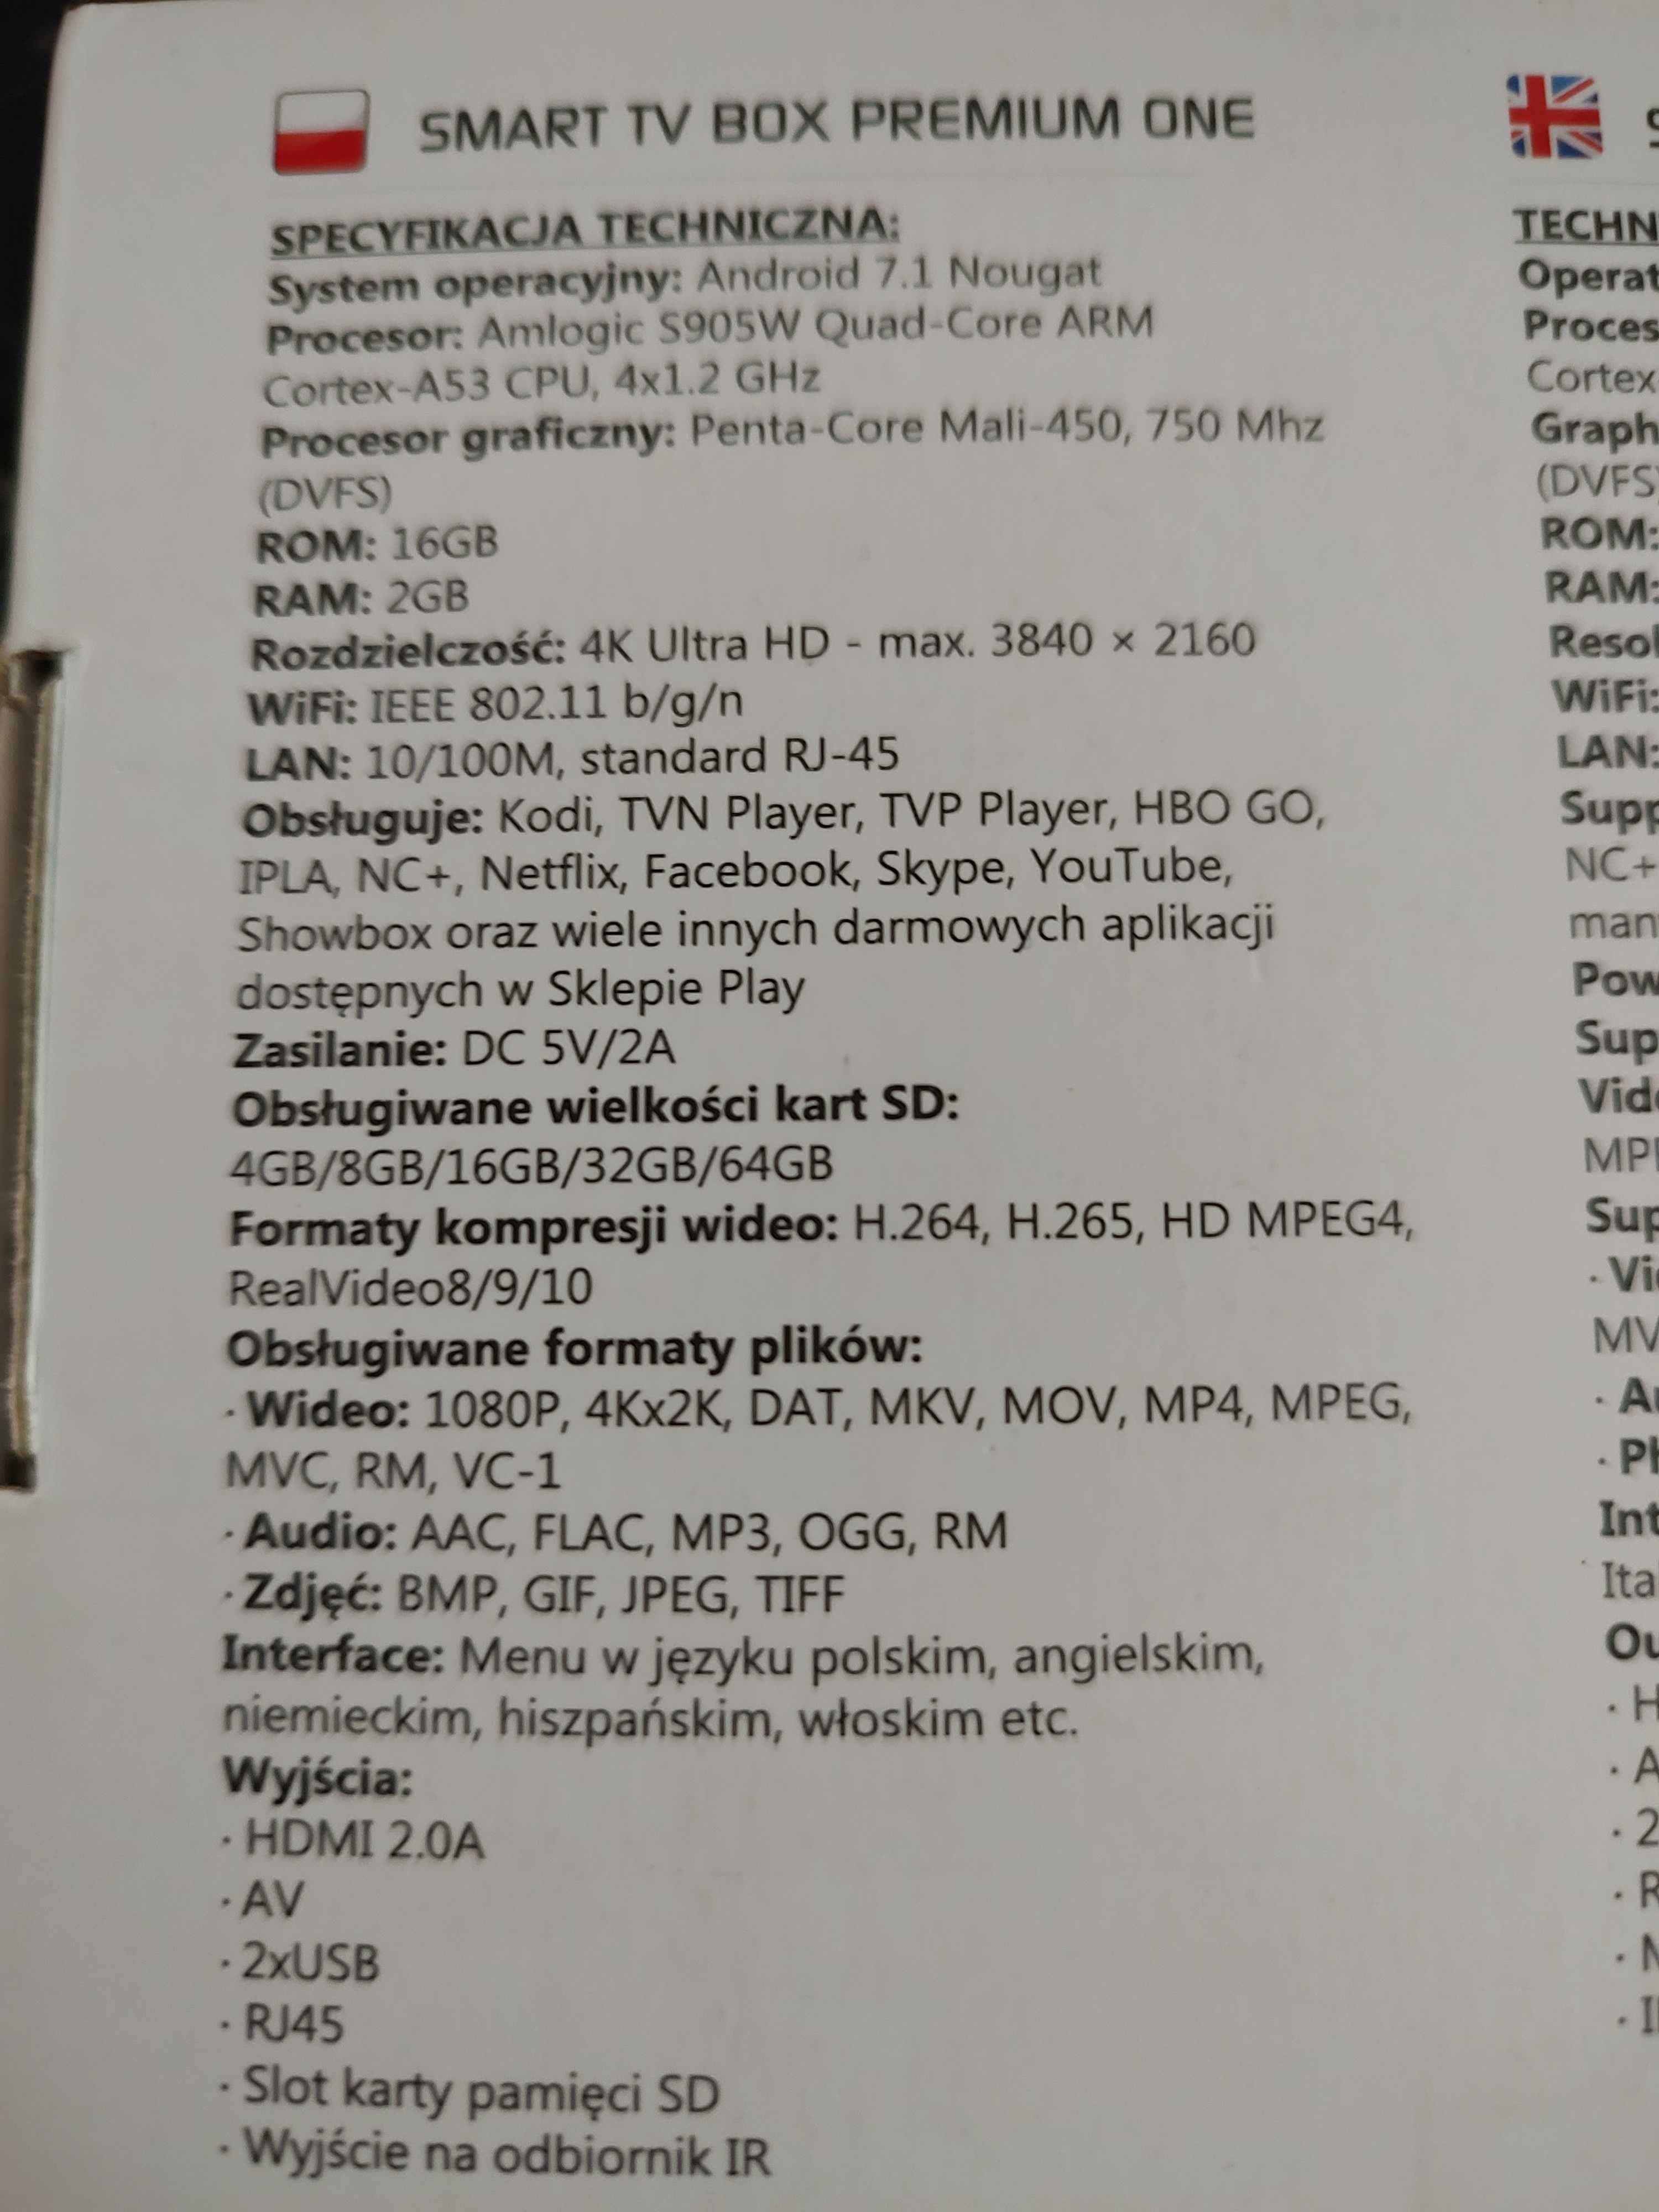 SMART TV BOX PREMIUM ONE
SPECYFIKACJA TECHNICZNA:
System operacyjny: Android 7.1 Nougat
Procesor: Amlogic S905W Quad-Core ARM
Cortex-A53 CPU, 4x1.2 GHz
Procesor graficzny: Penta-Core Mali-450, 750 Mhz
(DVFS)
ROM: 16GB
RAM: 2GB
Rozdzielczość: 4K Ultra HD - max. 3840 × 2160
WiFi: IEEE 802.11 b/g/n
LAN: 10/100M, standard RJ-45
Obsługuje: Kodi, TVN Player, TVP Player, HBO GO,
IPLA, NC+, Netflix, Facebook, Skype, YouTube,
Showbox oraz wiele innych darmowych aplikacji
dostępnych w Sklepie Play
Zasilanie: DC 5V/2A
Obsługiwane wielkości kart SD:
4GB/8GB/16GB/32GB/64GB
Formaty kompresji wideo: H.264, H.265, HD MPEG4,
RealVideo8/9/10
Obsługiwane formaty plików:
· Wideo: 1080P, 4Kx2K, DAT, MKV, MOV, MP4, MPEG,
MVC, RM, VC-1
· Audio: AAC, FLAC, MP3, OGG, RM
· Zdjęć: BMP, GIF, JPEG, TIFF
Interface: Menu w języku polskim, angielskim,
niemieckim, hiszpańskim, włoskim etc.
Wyjścia:
· HDMI 2.0A
· AV
· 2xUSB
· RJ45
· Slot karty pamięci SD
· Wyjście na odbiornik IR
TECHN
Operat
Proces
Cortex
Graph
(DVFS)
ROM:
RAM:
Resol
WiFi:
LAN:
Supp
NC+
man
Pow
Sup
Vid
MP
Sup
· Vi
MV
· Au
· Ph
Int
Ita
Ou
· H
· A
· 2
· R